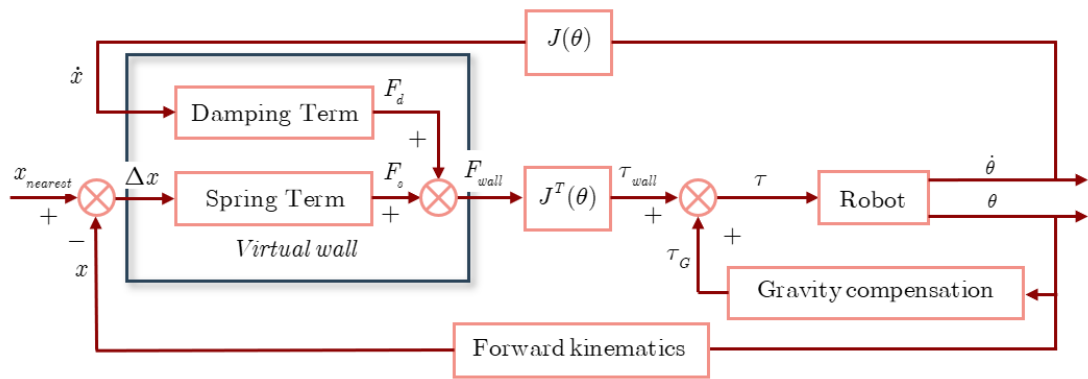 J(θ)
ẋ
Damping Term
F_d
+
x_nearest
+
−
x
Δx
Spring Term
F_s
+
F_wall
Virtual wall
J^T(θ)
τ_wall
+
τ
+
τ_G
Robot
θ̇
θ
Gravity compensation
Forward kinematics